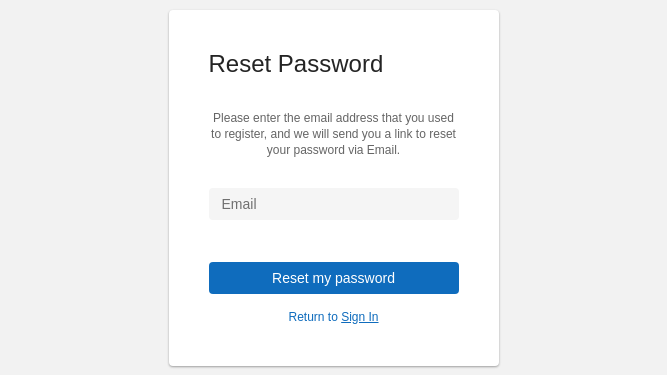 Reset Password
Please enter the email address that you used
to register, and we will send you a link to reset
your password via Email.
Email
Reset my password
Return to Sign In